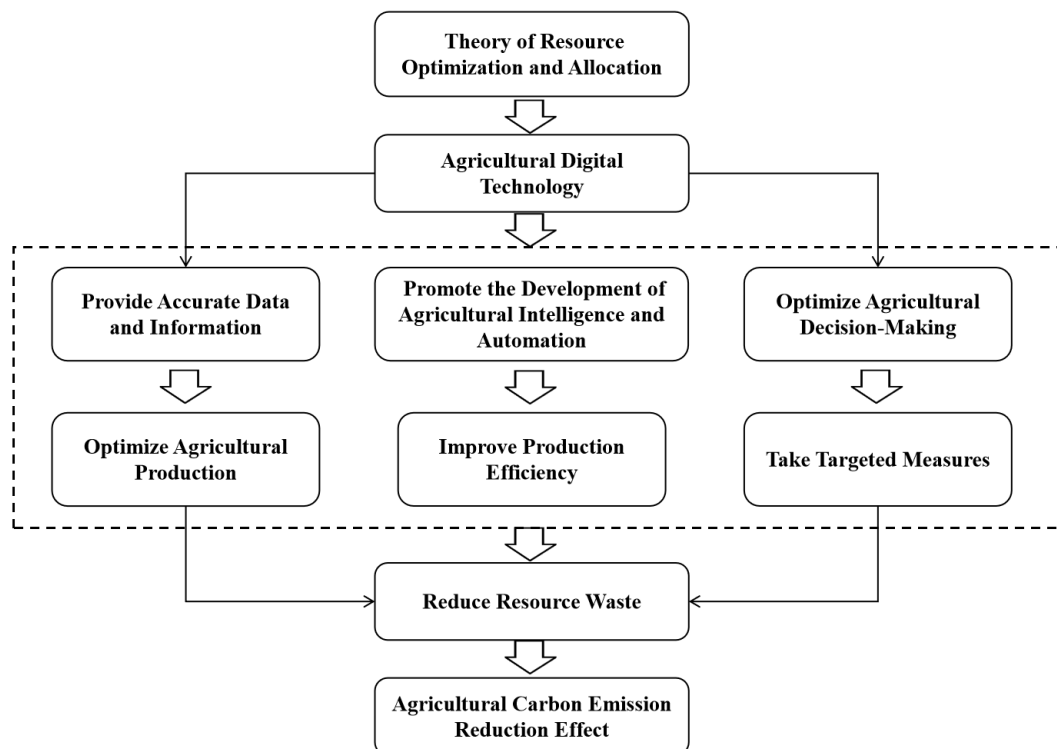 Theory of Resource
Optimization and Allocation
Agricultural Digital
Technology
Provide Accurate Data
and Information
Promote the Development of
Agricultural Intelligence and
Automation
Optimize Agricultural
Decision-Making
Optimize Agricultural
Production
Improve Production
Efficiency
Take Targeted Measures
Reduce Resource Waste
Agricultural Carbon Emission
Reduction Effect